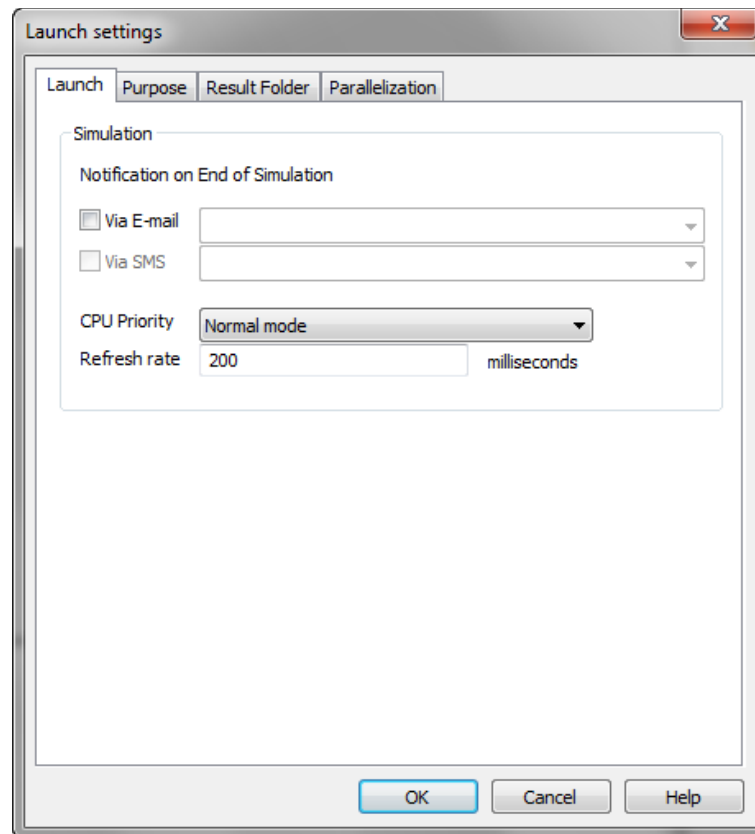 Launch settings
Launch Purpose Result Folder Parallelization
Simulation
Notification on End of Simulation
Via E-mail
Via SMS
CPU Priority Normal mode
Refresh rate 200 milliseconds
OK Cancel Help